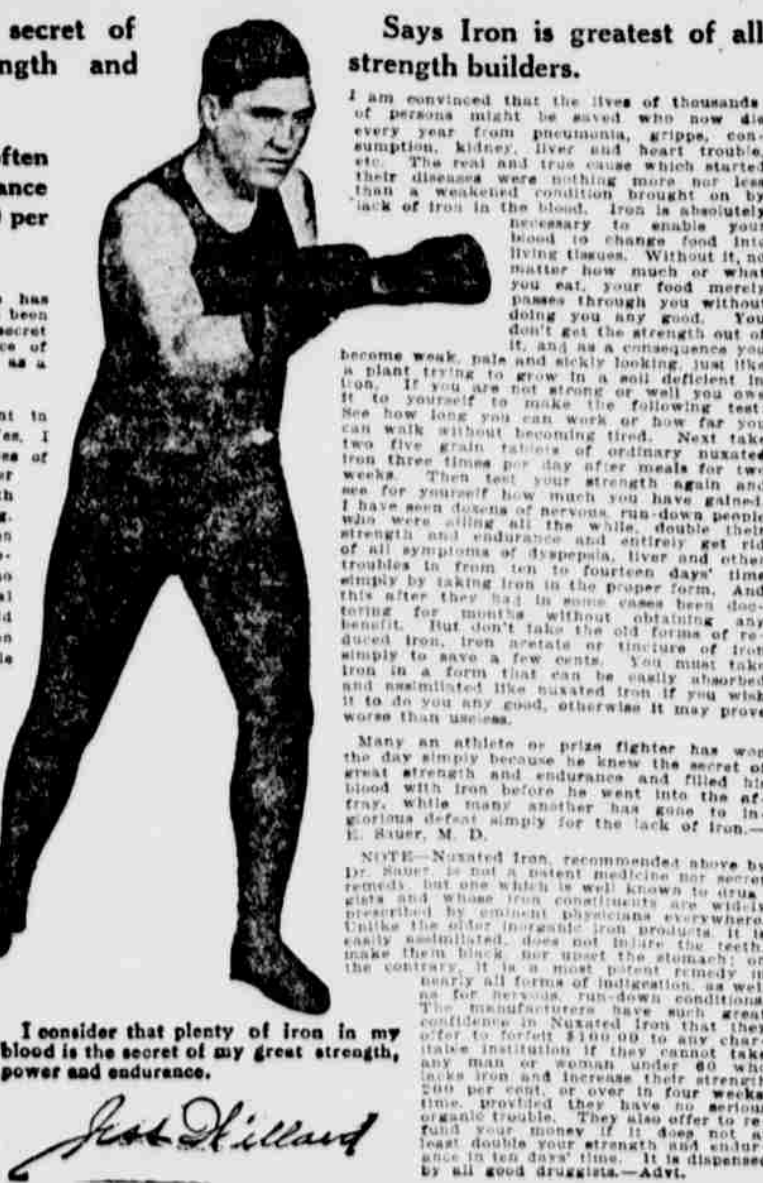 secret of
ngth and
often
ance
per
has
been
secret
ce of
as a
nt in
Yes, I
es of
er
th
g.
on
e-
no
al
ld
on
le
I consider that plenty of iron in my
blood is the secret of my great strength,
power and endurance.
Jess Willard
Says Iron is greatest of all
strength builders.
I am convinced that the lives of thousands
of persons might be saved who now die
every year from pneumonia, grippe, con-
sumption, kidney, liver and heart trouble,
etc. The real and true cause which started
their diseases were nothing more nor less
than a weakened condition brought on by
lack of iron in the blood. Iron is absolutely
necessary to enable your
blood to change food into
living tissues. Without it, no
matter how much or what
you eat, your food merely
passes through you without
doing you any good. You
don't get the strength out of
it, and as a consequence you
become weak, pale and sickly looking, just like
a plant trying to grow in a soil deficient in
iron. If you are not strong or well you owe
it to yourself to make the following test:
See how long you can work or how far you
can walk without becoming tired. Next take
two five grain tablets of ordinary nuxated
iron three times per day after meals for two
weeks. Then test your strength again and
see for yourself how much you have gained.
I have seen dozens of nervous, run-down people
who were ailing all the while, double their
strength and endurance and entirely get rid
of all symptoms of dyspepsia, liver and other
troubles in from ten to fourteen days' time
simply by taking iron in the proper form. And
this after they had in some cases been doc-
toring for months without obtaining any
benefit. But don't take the old forms of re-
duced iron, iron acetate or tincture of iron
simply to save a few cents. You must take
iron in a form that can be easily absorbed
and assimilated like nuxated iron if you wish
it to do you any good, otherwise it may prove
worse than useless.
Many an athlete or prize fighter has won
the day simply because he knew the secret of
great strength and endurance and filled his
blood with iron before he went into the af-
fray, while many another has gone to in-
glorious defeat simply for the lack of iron.—
E. Sauer, M. D.
NOTE—Nuxated Iron, recommended above by
Dr. Sauer, is not a patent medicine nor secret
remedy, but one which is well known to drug
gists and whose iron constituents are widely
prescribed by eminent physicians everywhere.
Unlike the older inorganic iron products, it is
easily assimilated, does not injure the teeth,
make them black, nor upset the stomach; on
the contrary, it is a most potent remedy in
nearly all forms of indigestion, as well
as for nervous, run-down conditions.
The manufacturers have such great
confidence in Nuxated Iron that they
offer to forfeit $100.00 to any char-
itable institution if they cannot take
any man or woman under 60 who
lacks iron and increase their strength
200 per cent. or over in four weeks'
time, provided they have no serious
organic trouble. They also offer to re-
fund your money if it does not at
least double your strength and endur-
ance in ten days' time. It is dispensed
by all good druggists.—Advt.